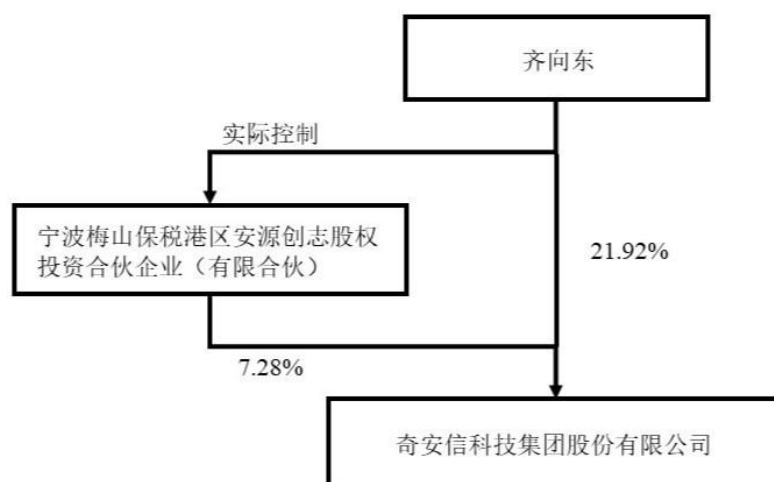 齐向东
实际控制
宁波梅山保税港区安源创志股权
投资合伙企业（有限合伙）
21.92%
7.28%
奇安信科技集团股份有限公司